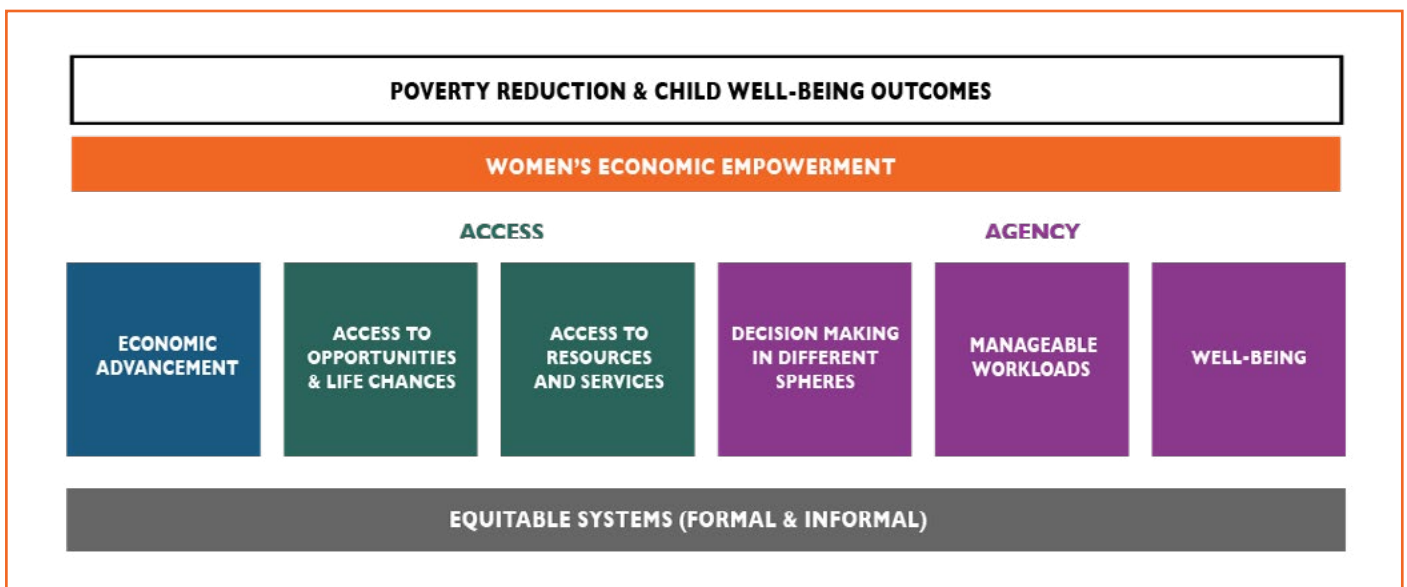 POVERTY REDUCTION & CHILD WELL-BEING OUTCOMES
WOMEN'S ECONOMIC EMPOWERMENT
ACCESS
AGENCY
ECONOMIC
ADVANCEMENT
ACCESS TO
OPPORTUNITIES
& LIFE CHANCES
ACCESS TO
RESOURCES
AND SERVICES
DECISION MAKING
IN DIFFERENT
SPHERES
MANAGEABLE
WORKLOADS
WELL-BEING
EQUITABLE SYSTEMS (FORMAL & INFORMAL)